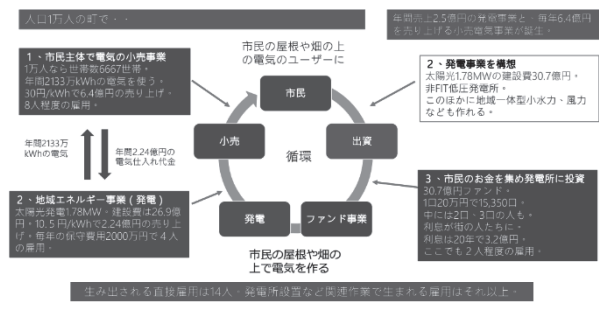 人口1万人の町で・・
年間売上2.5億円の発電事業と、毎年6.4億円
を売り上げる小売電気事業が誕生。
1、市民主体で電気の小売事業
1万人なら世帯数6667世帯。
年間2133万kWhの電気を使う。
30円/kWhで6.4億円の売り上げ。
8人程度の雇用。
市民の屋根や畑の上
の電気のユーザーに
2、発電事業を構想
太陽光1.78MWの建設費30.7億円。
非FIT低圧発電所。
このほかに地域一体型小水力、風力
なども作れる。
市民
小売
出資
循環
発電
ファンド事業
年間2133万
kWhの電気
年間2.24億円の
電気仕入れ代金
2、地域エネルギー事業(発電)
太陽光発電1.78MW。建設費は26.9億
円。10.5円/kWhで2.24億円の売り上
げ。毎年の保守費用2000万円で4人
の雇用。
3、市民のお金を集め発電所に投資
30.7億円ファンド。
1口20万円で15,350口。
中には2口、3口の人も。
利息が街の人たちに。
利息は20年で3.2億円。
ここでも2人程度の雇用。
市民の屋根や畑の
上で電気を作る
生み出される直接雇用は14人。発電所設置など関連作業で生まれる雇用はそれ以上。